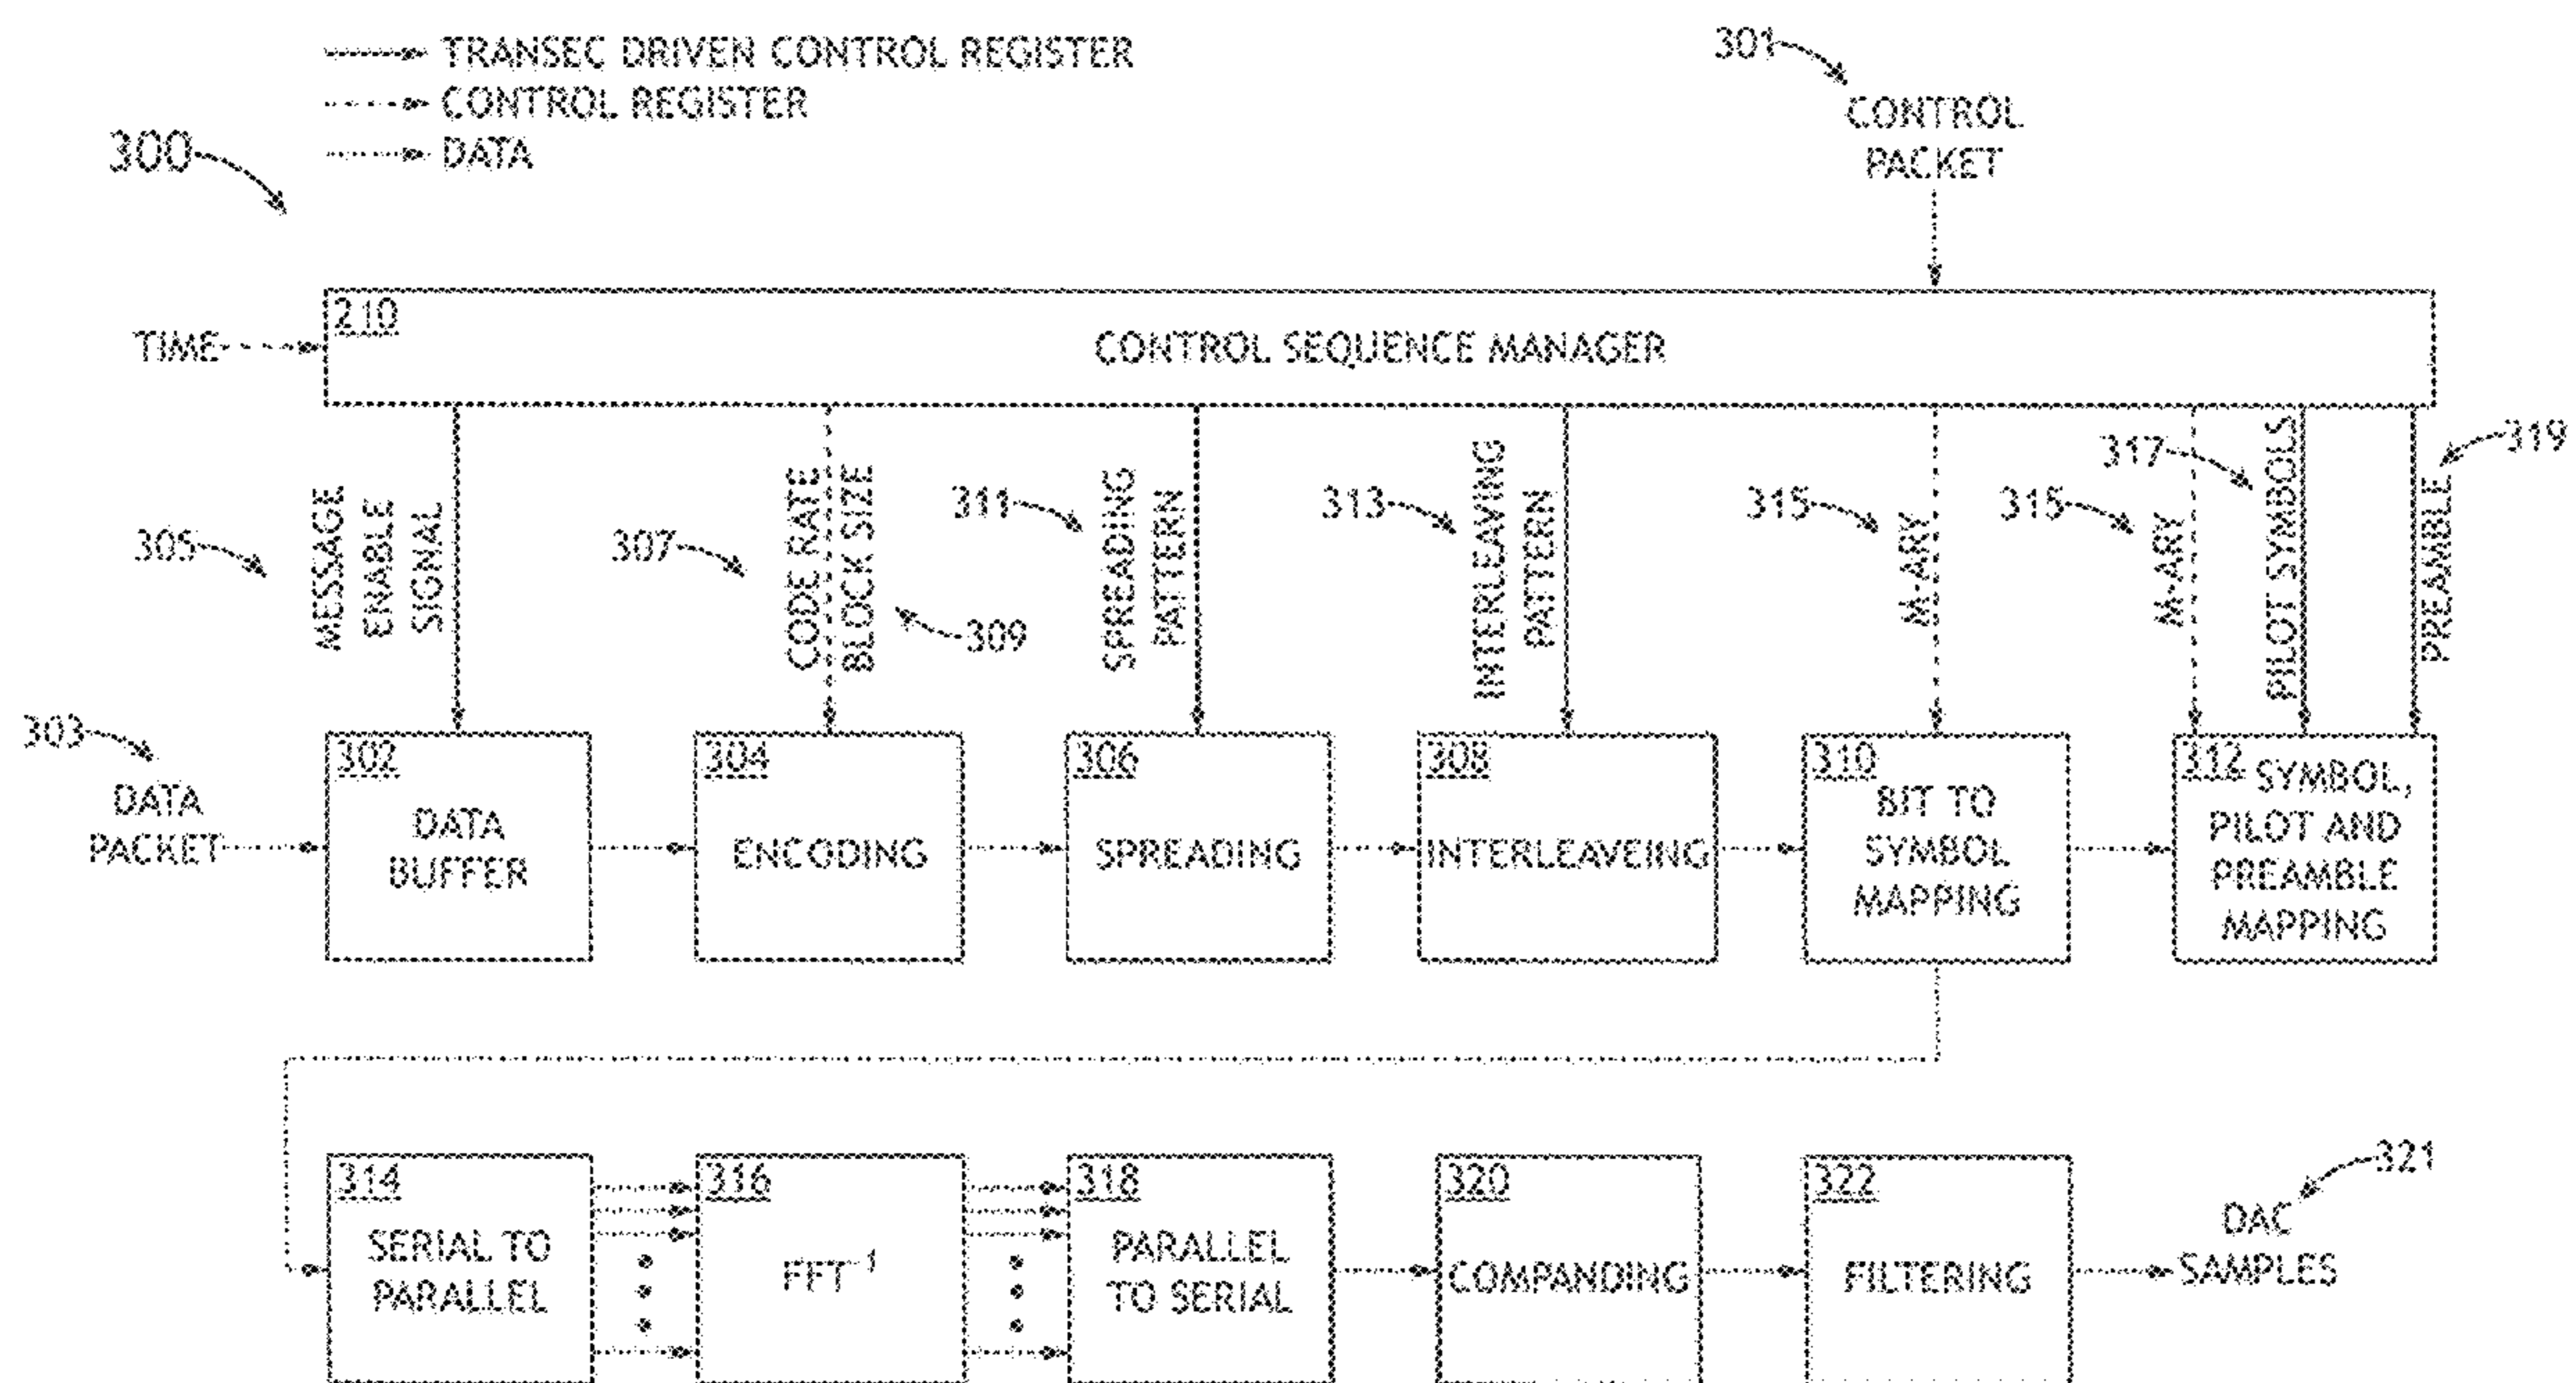 TRANSEC DRIVEN CONTROL REGISTER
CONTROL REGISTER
DATA
300
301
CONTROL
PACKET
210
TIME
CONTROL SEQUENCE MANAGER
305
MESSAGE
ENABLE
SIGNAL
307
CODE RATE
BLOCK SIZE
309
311
SPREADING
PATTERN
313
INTERLEAVING
PATTERN
315
M-ARY
315
M-ARY
317
PILOT SYMBOLS
319
PREAMBLE
303
DATA
PACKET
302
DATA
BUFFER
304
ENCODING
306
SPREADING
308
INTERLEAVEING
310
BIT TO
SYMBOL
MAPPING
312 SYMBOL,
PILOT AND
PREAMBLE
MAPPING
314
SERIAL TO
PARALLEL
316
FFT⁻¹
318
PARALLEL
TO SERIAL
320
COMPANDING
322
FILTERING
321
DAC
SAMPLES